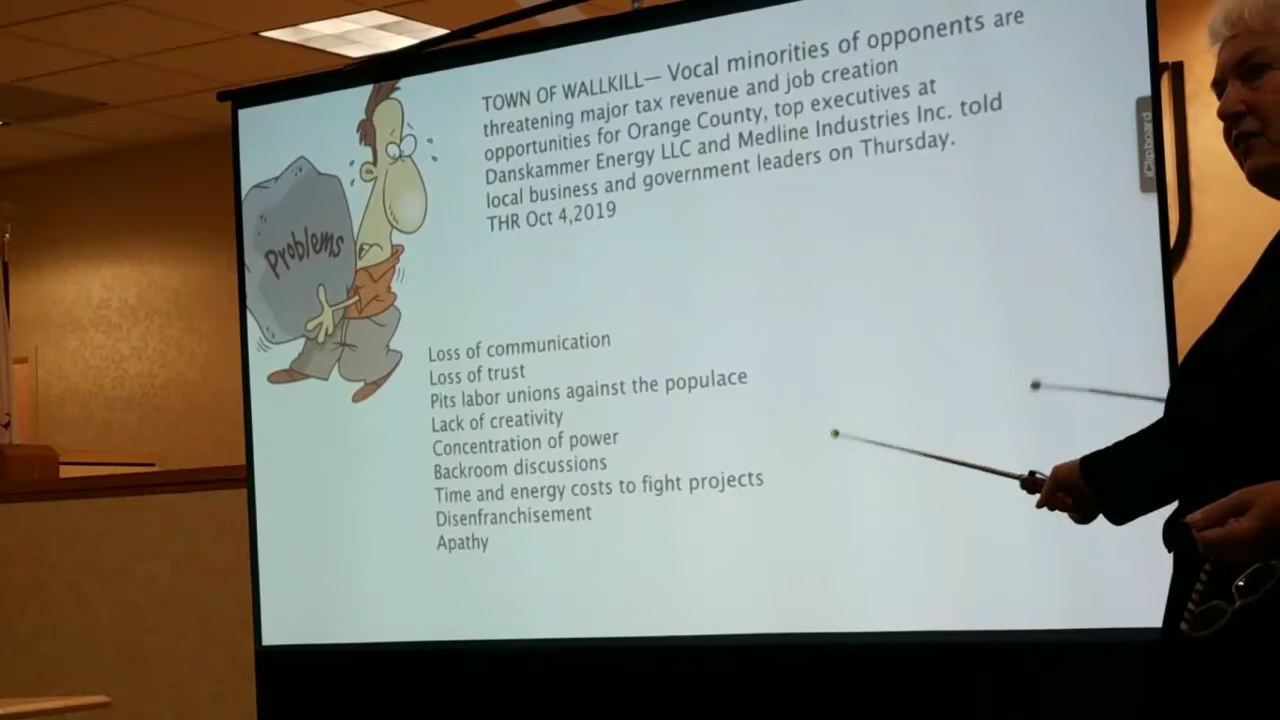 TOWN OF WALLKILL— Vocal minorities of opponents are
threatening major tax revenue and job creation
opportunities for Orange County, top executives at
Danskammer Energy LLC and Medline Industries Inc. told
local business and government leaders on Thursday.
THR Oct 4,2019
Problems
iClipboard
Loss of communication
Loss of trust
Pits labor unions against the populace
Lack of creativity
Concentration of power
Backroom discussions
Time and energy costs to fight projects
Disenfranchisement
Apathy